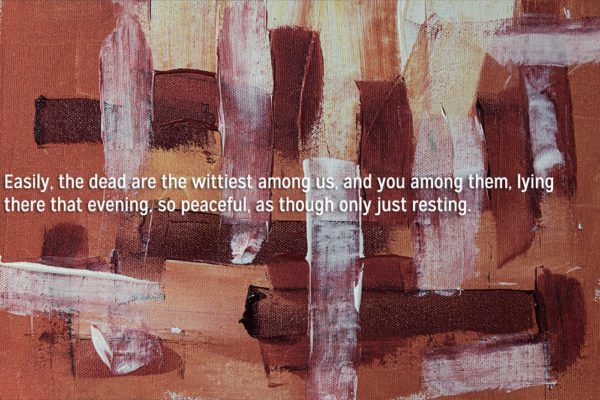 Easily, the dead are the wittiest among us, and you among them, lying
there that evening, so peaceful, as though only just resting.